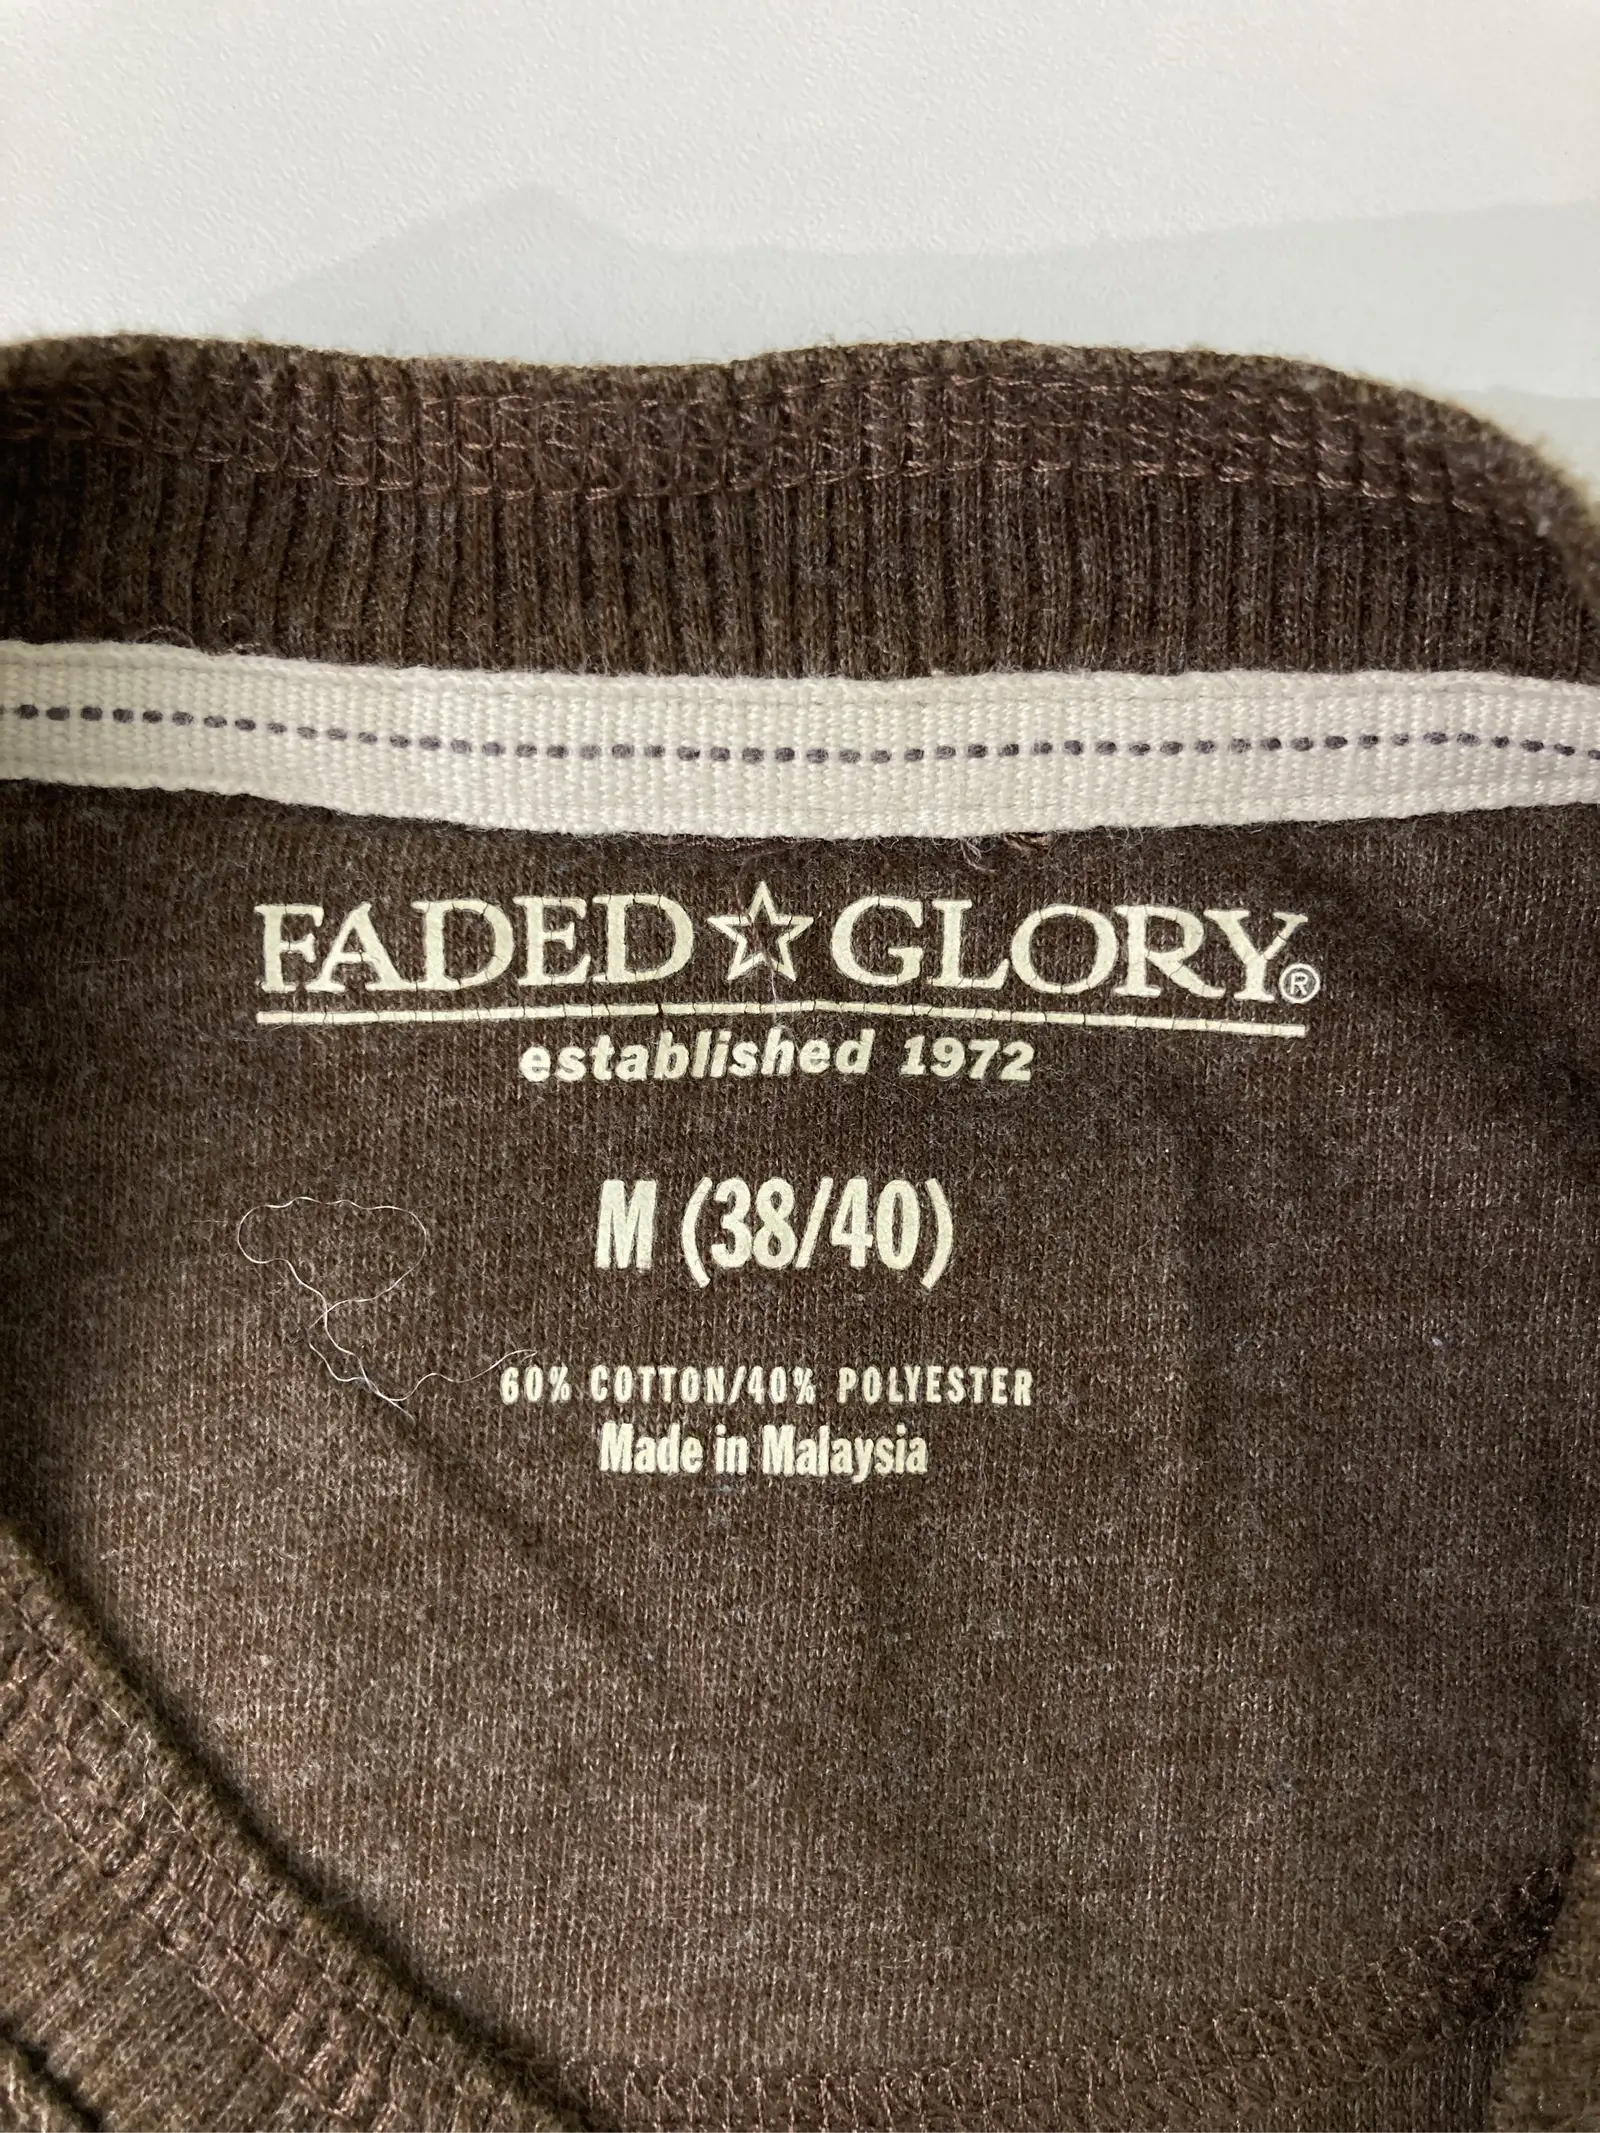 FADED☆GLORY®
established 1972
M (38/40)
60% COTTON/40% POLYESTER
Made in Malaysia